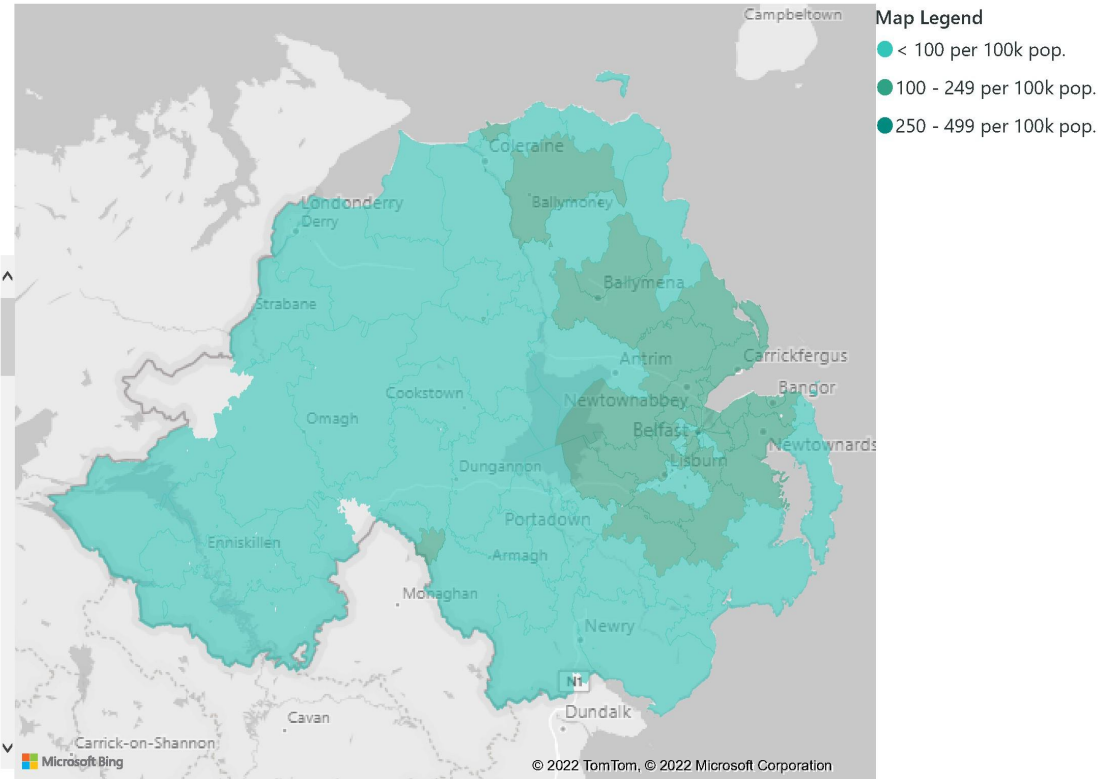 Campbeltown
Map Legend
< 100 per 100k pop.
100 - 249 per 100k pop.
250 - 499 per 100k pop.
Coleraine
Londonderry
Derry
Ballymoney
Ballymena
Strabane
Antrim
Carrickfergus
Cookstown
Newtownabbey
Bangor
Omagh
Belfast
Newtownards
Dungannon
Lisburn
Portadown
Enniskillen
Armagh
Monaghan
Newry
N1
Cavan
Dundalk
Carrick-on-Shannon
Microsoft Bing
© 2022 TomTom, © 2022 Microsoft Corporation